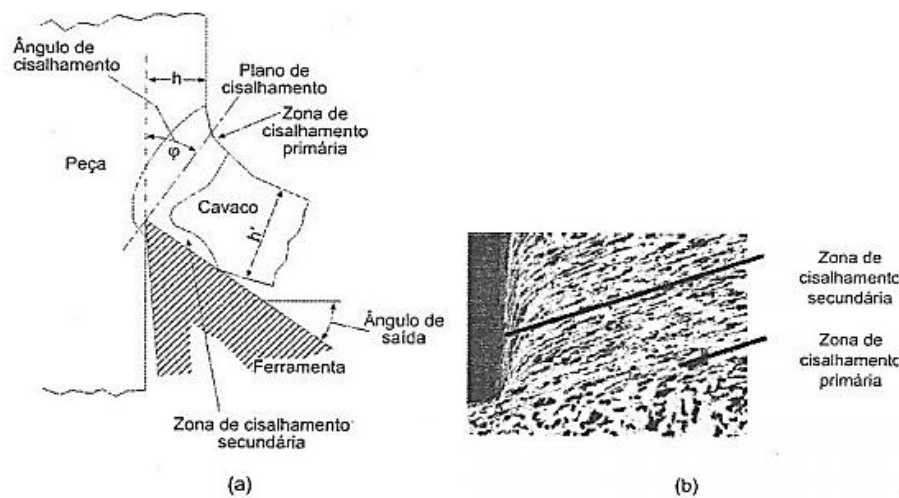 Ângulo de
cisalhamento
h
Plano de
cisalhamento
Zona de
cisalhamento
primária
Peça
φ
Cavaco
h'
Ângulo de
saída
Ferramenta
Zona de cisalhamento
secundária
(a)
Zona de
cisalhamento
secundária
Zona de
cisalhamento
primária
(b)